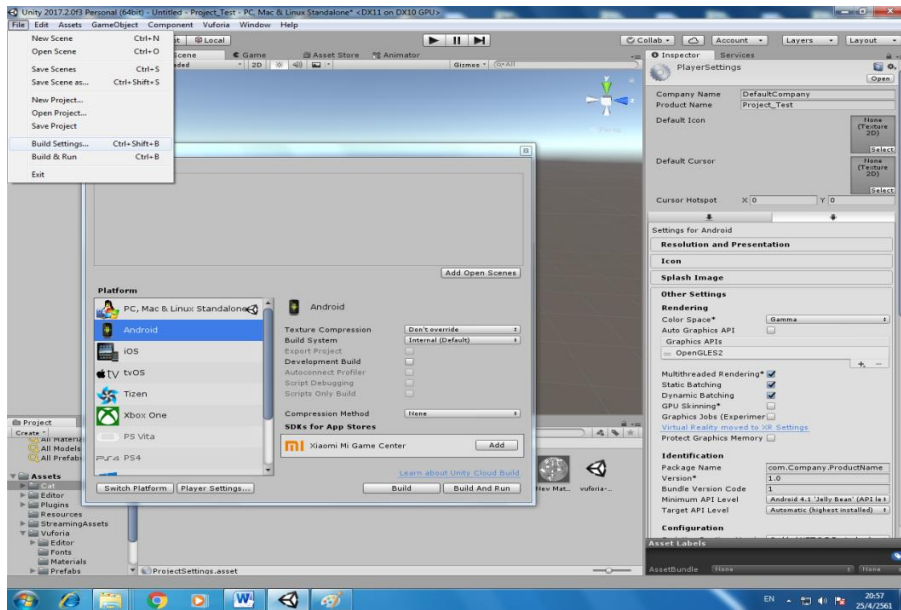 Unity 2017.2.0f3 Personal (64bit) - Untitled - Project_Test - PC, Mac & Linux Standalone* <DX11 on DX10 GPU>
File Edit Assets GameObject Component Vuforia Window Help
New Scene Ctrl+N
Open Scene Ctrl+O
Save Scenes Ctrl+S
Save Scene as... Ctrl+Shift+S
New Project...
Open Project...
Save Project
Build Settings... Ctrl+Shift+B
Build & Run Ctrl+B
Exit
Local
Collab
Account
Layers
Layout
Scene
Game
Asset Store
Animator
2D
Gizmos
All
Persp
Add Open Scenes
Platform
PC, Mac & Linux Standalone
Android
iOS
tvOS
Tizen
Xbox One
PS Vita
PS4
Switch Platform
Player Settings...
Android
Texture Compression Don't override
Build System Internal (Default)
Export Project
Development Build
Autoconnect Profiler
Script Debugging
Scripts Only Build
Compression Method None
SDKs for App Stores
Xiaomi Mi Game Center Add
Learn about Unity Cloud Build
Build
Build And Run
Inspector
Services
PlayerSettings
Open
Company Name DefaultCompany
Product Name Project_Test
Default Icon
None
(Texture
2D)
Select
Default Cursor
None
(Texture
2D)
Select
Cursor Hotspot X 0 Y 0
Settings for Android
Resolution and Presentation
Icon
Splash Image
Other Settings
Rendering
Color Space* Gamma
Auto Graphics API
Graphics APIs
OpenGLES2
Multithreaded Rendering*
Static Batching
Dynamic Batching
GPU Skinning*
Graphics Jobs (Experimer
Virtual Reality moved to XR Settings
Protect Graphics Memory
Identification
Package Name com.Company.ProductName
Version* 1.0
Bundle Version Code 1
Minimum API Level Android 4.1 'Jelly Bean' (API le
Target API Level Automatic (highest installed)
Configuration
Asset Labels
AssetBundle None None
Project
Create
All Materia
All Models
All Prefab
Assets
Cat
Editor
Plugins
Resources
StreamingAssets
Vuforia
Editor
Fonts
Materials
Prefabs
New Mat...
vuforia-...
ProjectSettings.asset
EN
20:57
25/4/2561